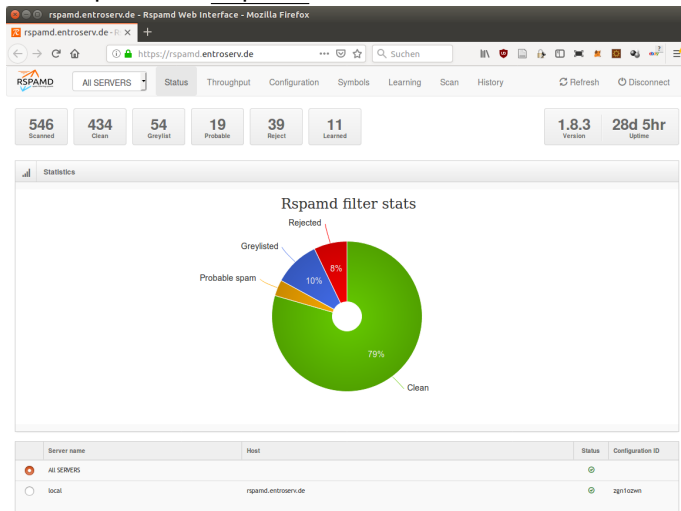 rspamd.entroserv.de - Rspamd Web Interface - Mozilla Firefox
rspamd.entroserv.de - R
https://rspamd.entroserv.de
Suchen
RSPAMD
All SERVERS
Status Throughput Configuration Symbols Learning Scan History
Refresh Disconnect
546 434 54 19 39 11 1.8.3 28d 5hr
Scanned Clean Greylist Probable Reject Learned Version Uptime
Statistics
Rspamd filter stats
Rejected
Greylisted
8%
Probable spam
10%
79%
Clean
Server name Host Status Configuration ID
All SERVERS
local rspamd.entroserv.de zgn1ozwn